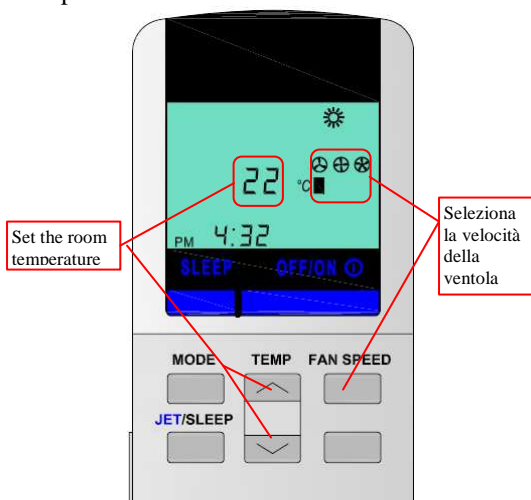 22 °C
Set the room
temperature
Seleziona
la velocità
della
ventola
PM 4:32
SLEEP OFF/ON
MODE TEMP FAN SPEED
JET/SLEEP